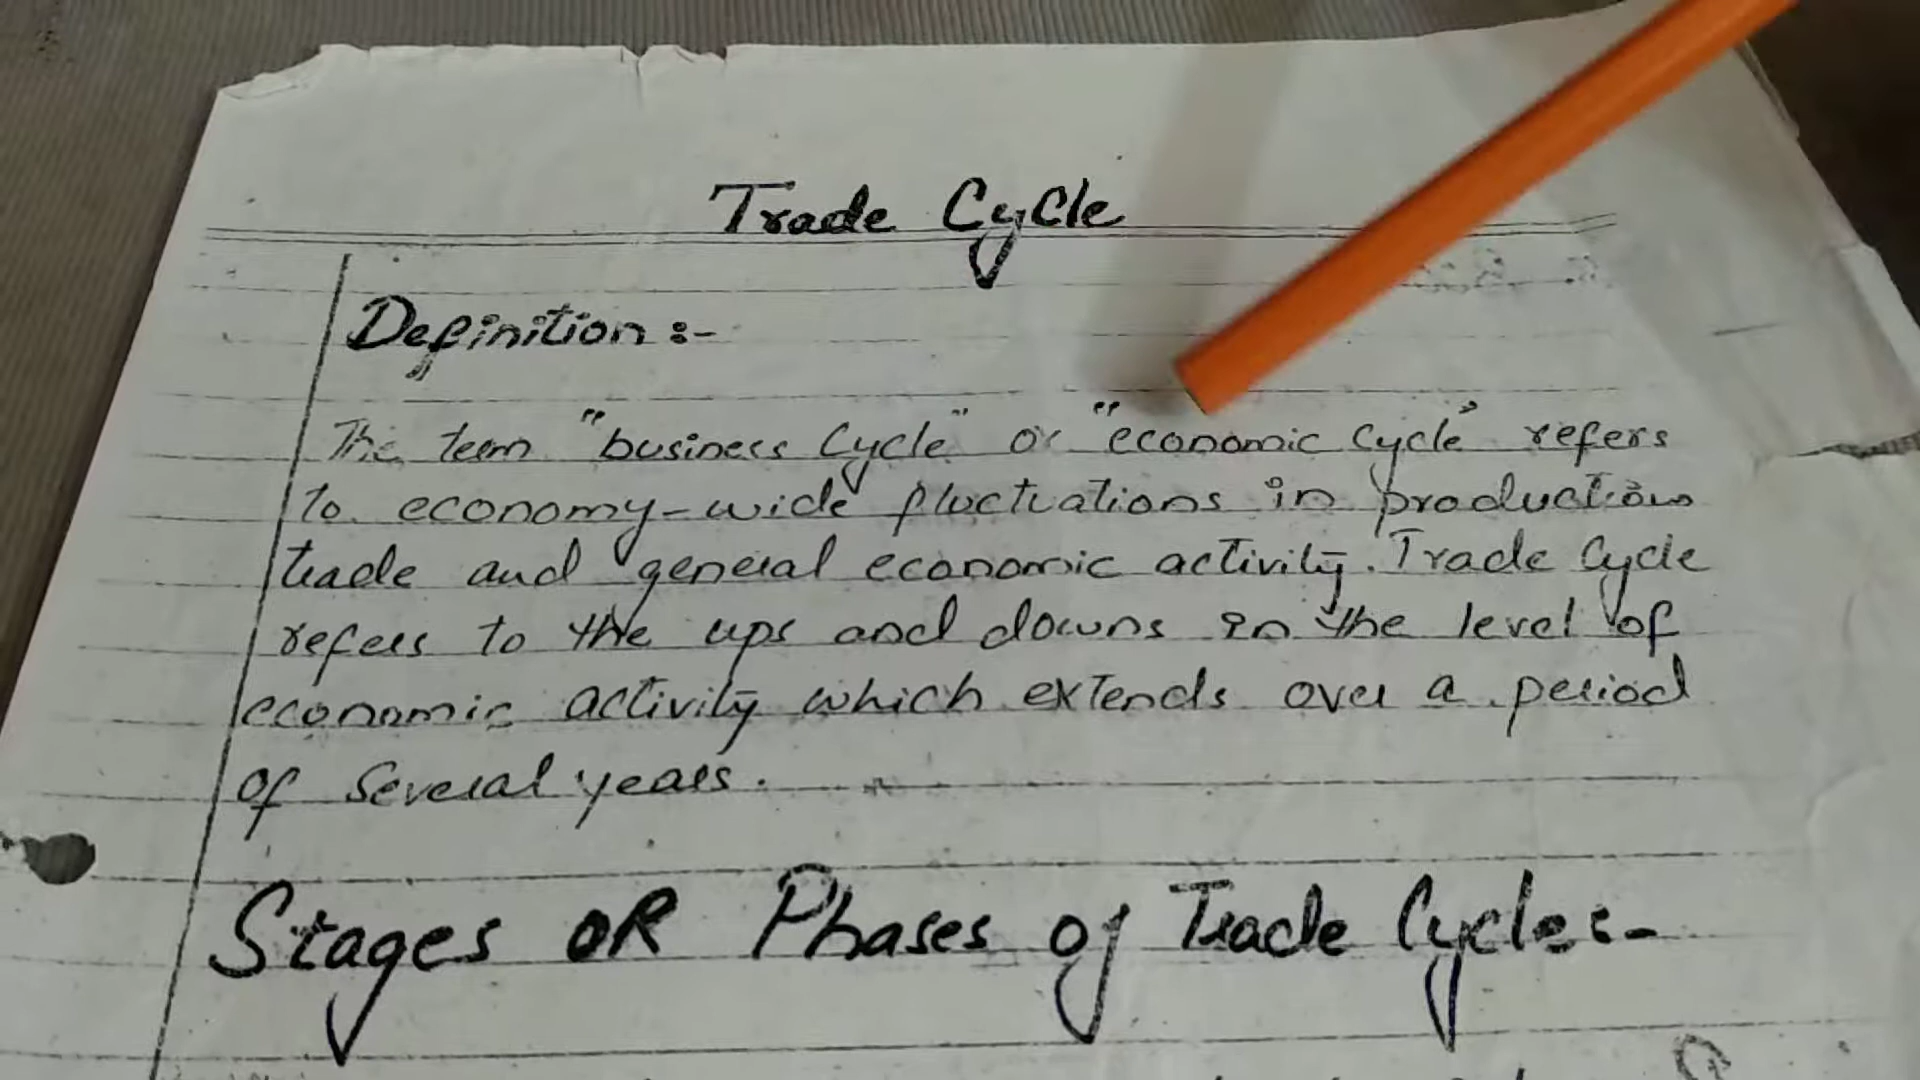 Trade Cycle
Definition :-
The term "business Cycle" or "economic Cycle" refers
to economy-wide fluctuations in production
trade and general economic activity. Trade Cycle
refers to the ups and downs in the level of
economic activity which extends over a period
of several years.
Stages OR Phases of Trade Cycle:-